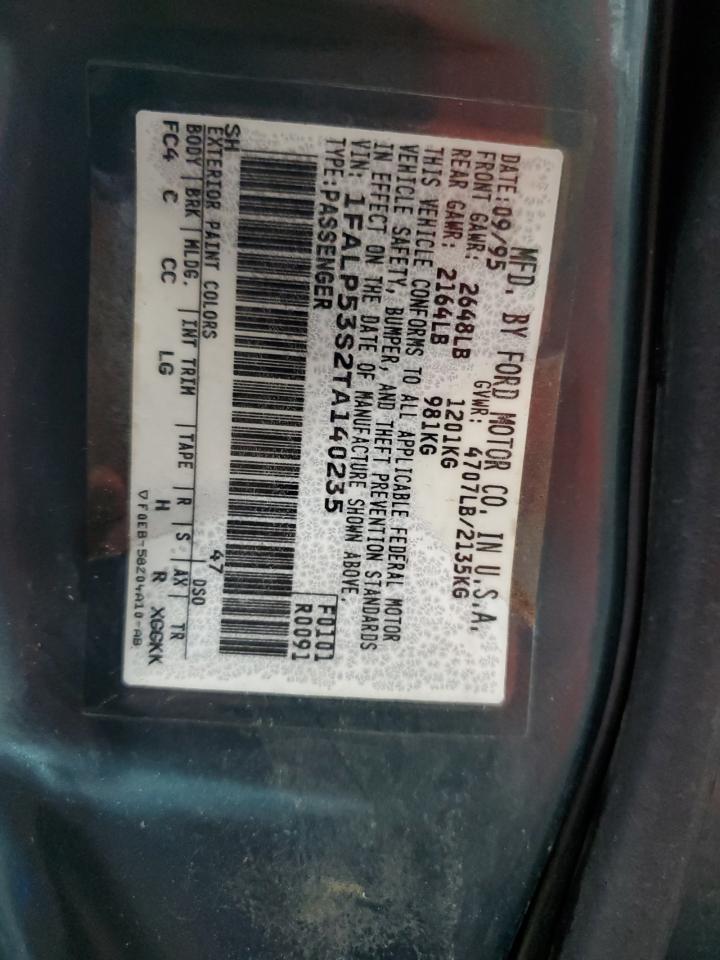 MFD. BY FORD MOTOR CO. IN U.S.A.
DATE: 09/95 GVWR: 4707LB/2135KG
FRONT GAWR: 2648LB 1201KG
REAR GAWR: 2164LB 981KG
THIS VEHICLE CONFORMS TO ALL APPLICABLE FEDERAL MOTOR
VEHICLE SAFETY, BUMPER, AND THEFT PREVENTION STANDARDS
IN EFFECT ON THE DATE OF MANUFACTURE SHOWN ABOVE.
VIN: 1FALP53S2TA140235
TYPE: PASSENGER
F0101
R0091
SH 47
EXTERIOR PAINT COLORS DSO
BODY | BRK | MLDG. | INT TRIM | TAPE | R | S | AX | TR
FC4 C CC LG H R XGGKK
▽ F0EB-58204A10-AB